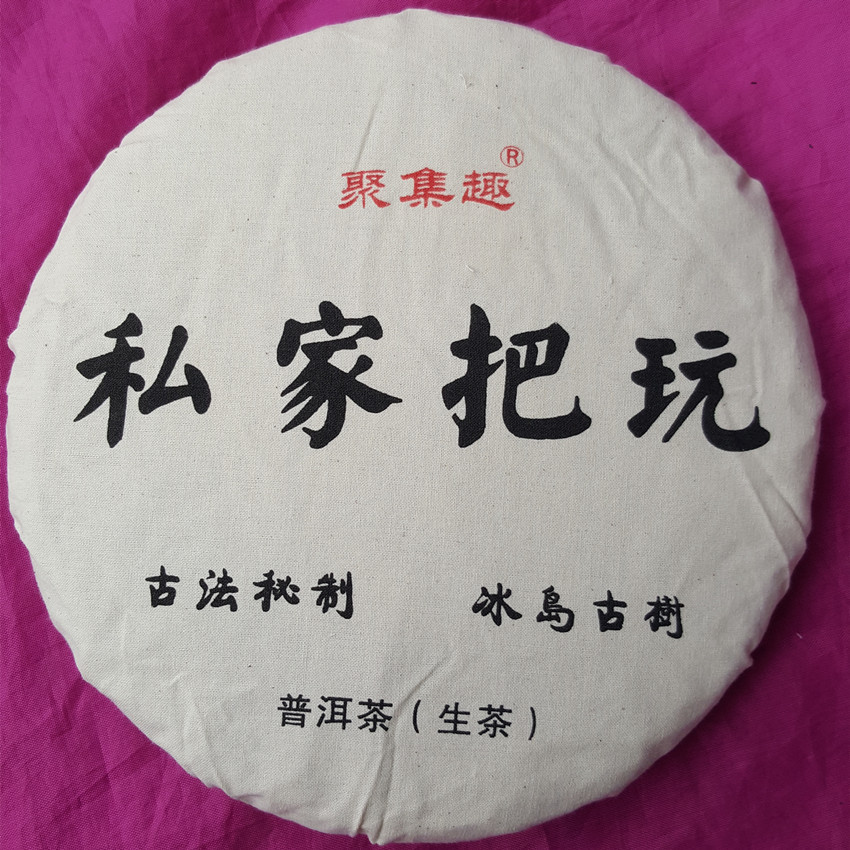 聚集趣®
私家把玩
古法秘制 冰島古樹
普洱茶（生茶）